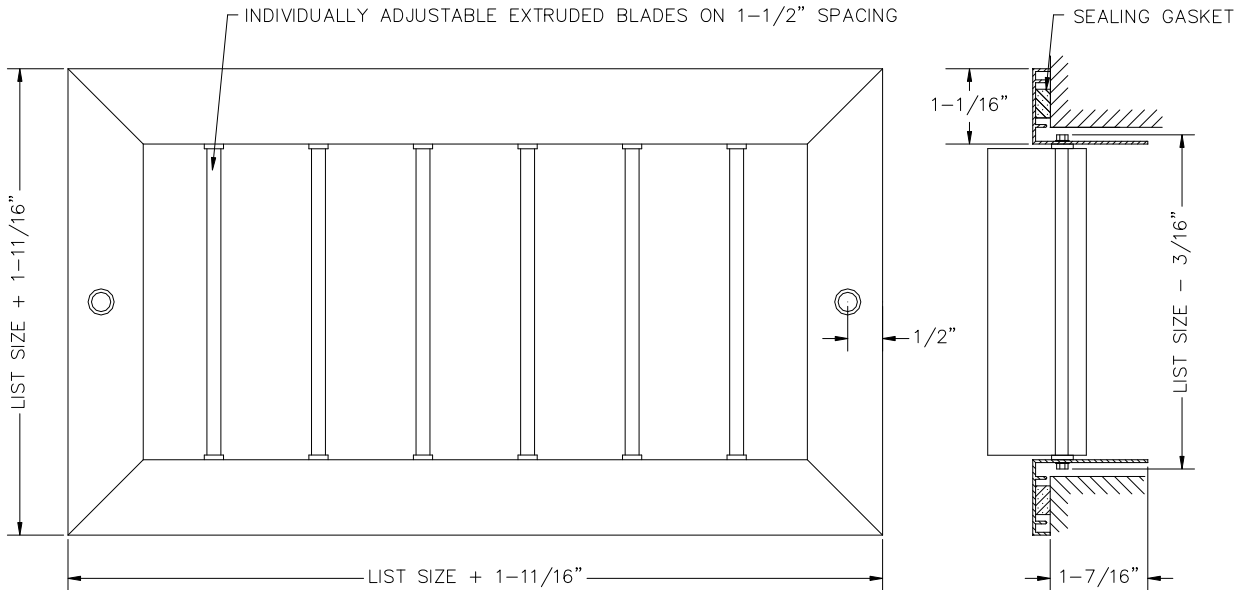 INDIVIDUALLY ADJUSTABLE EXTRUDED BLADES ON 1-1/2" SPACING
SEALING GASKET
1-1/16"
LIST SIZE + 1-11/16"
LIST SIZE - 3/16"
1/2"
LIST SIZE + 1-11/16"
1-7/16"